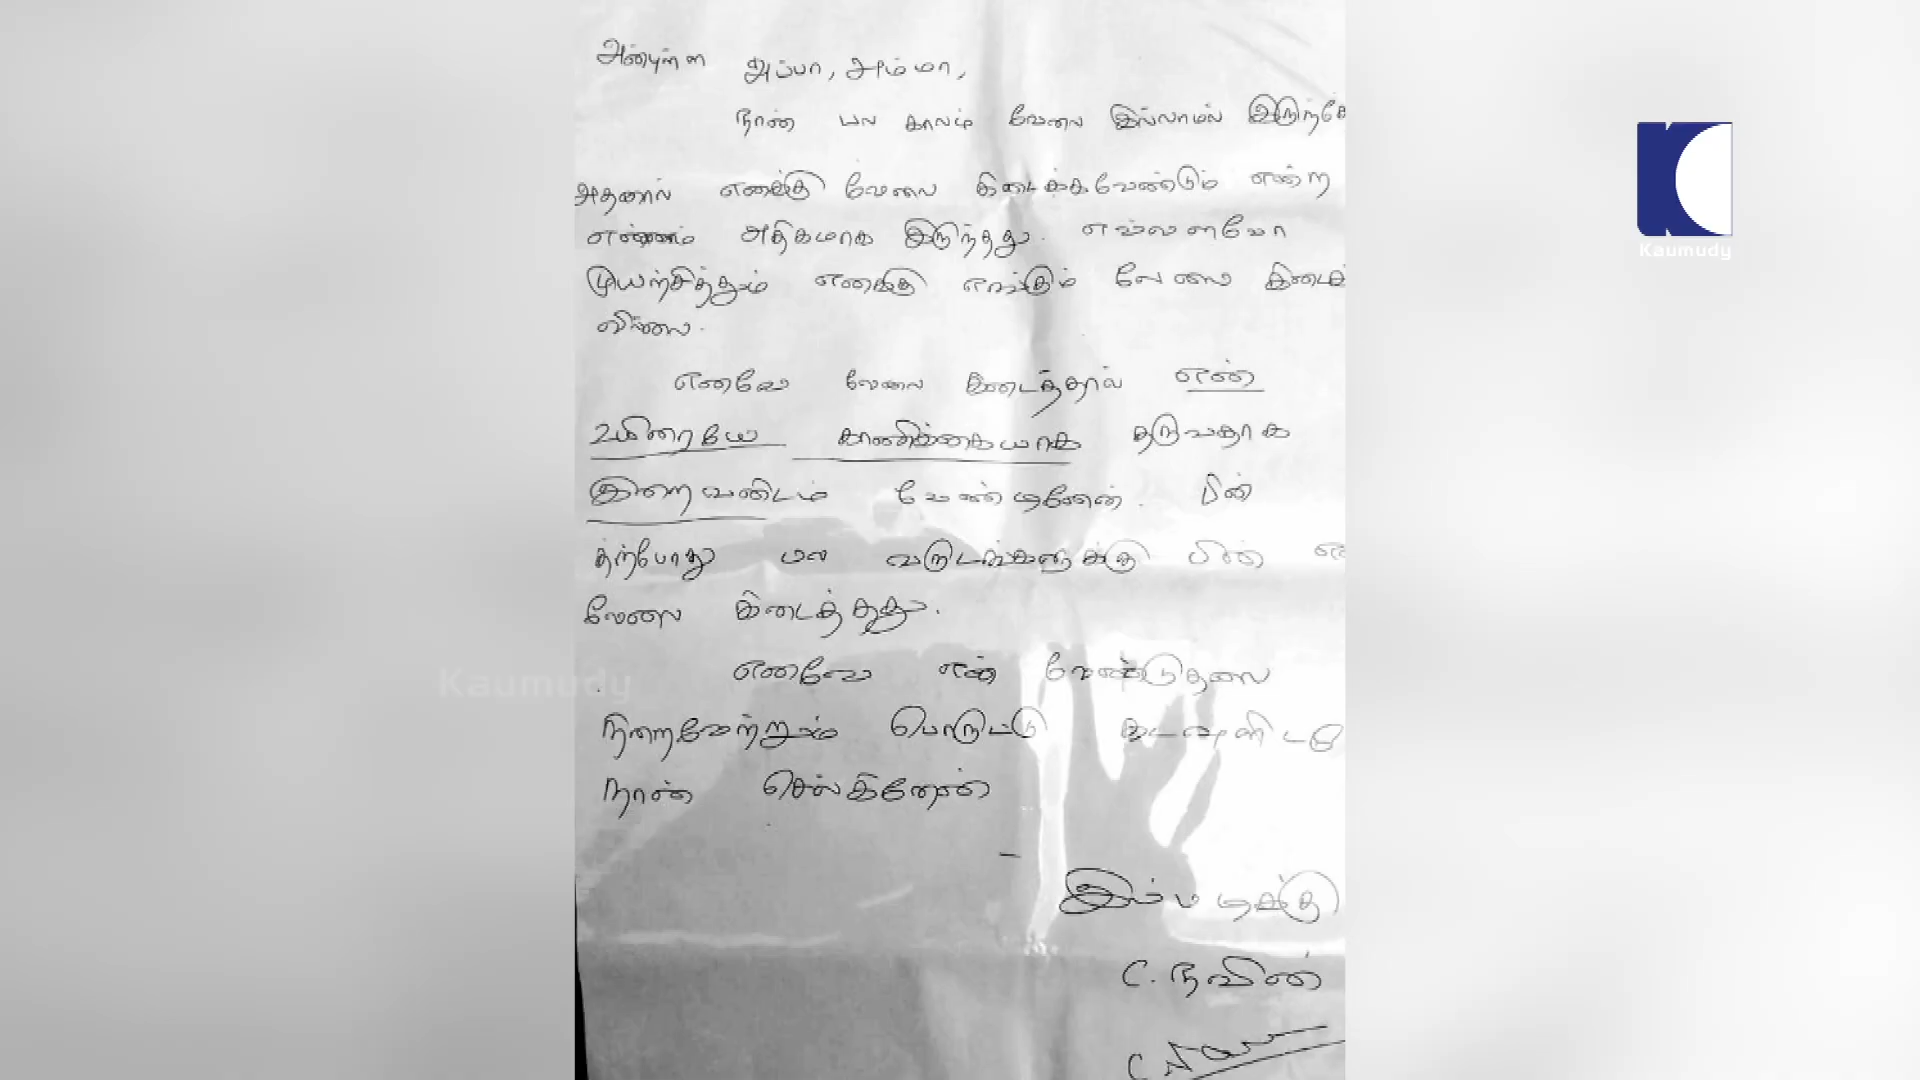 அன்புள்ள அப்பா, அம்மா,
நான் பல காலம் வேலை இல்லாமல் இருந்தே
அதனால் எனக்கு வேலை கிடைக்கவேண்டும் என்ற
எண்ணம் அதிகமாக இருந்தது. எவ்வளவோ
முயற்சித்தும் எனக்கு எங்கும் வேலை கிடைக்
வில்லை.
எனவே வேலை கிடைத்தால் என்
உயிரையே காணிக்கையாக தருவதாக
இறைவனிடம் வேண்டினேன். பின்
தற்போது பல வருடங்களுக்கு பின்
வேலை கிடைத்தது.
எனவே என் வேண்டுதலை
நிறைவேற்றும் பொருட்டு கடவுளிட
நான் செல்கிறேன்
இப்படிக்கு
C. நவின்
Kaumudy
Kaumudy